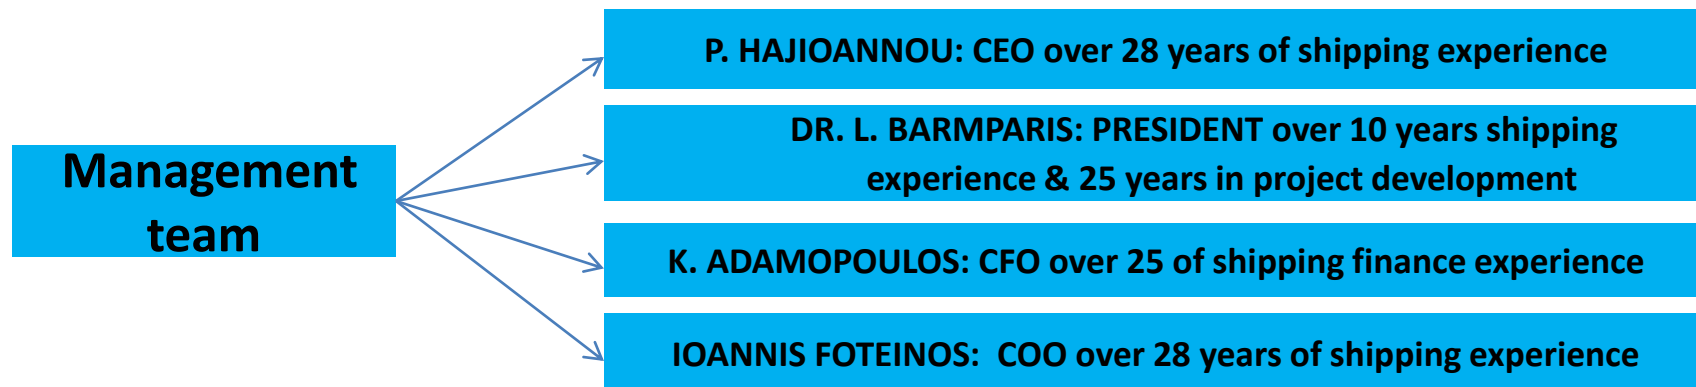 Management
team
P. HAJIOANNOU: CEO over 28 years of shipping experience
DR. L. BARMPARIS: PRESIDENT over 10 years shipping
experience & 25 years in project development
K. ADAMOPOULOS: CFO over 25 of shipping finance experience
IOANNIS FOTEINOS: COO over 28 years of shipping experience